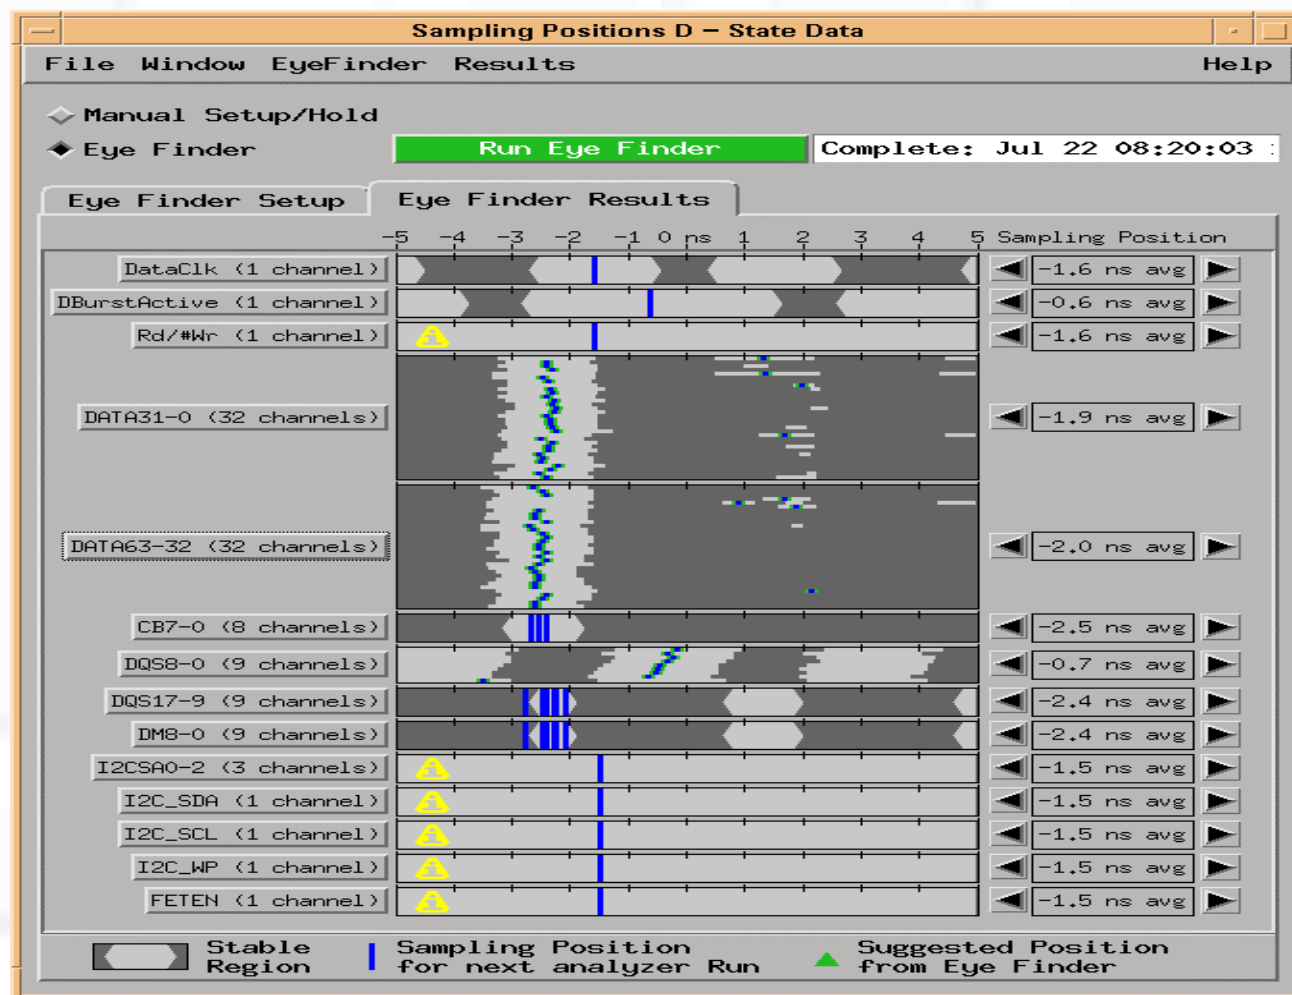 Sampling Positions D – State Data
File Window EyeFinder Results Help
Manual Setup/Hold
Eye Finder Run Eye Finder Complete: Jul 22 08:20:03 :
Eye Finder Setup Eye Finder Results
-5 -4 -3 -2 -1 0 ns 1 2 3 4 5 Sampling Position
DataClk (1 channel) -1.6 ns avg
DBurstActive (1 channel) -0.6 ns avg
Rd/#Wr (1 channel) -1.6 ns avg
DATA31-0 (32 channels) -1.9 ns avg
DATA63-32 (32 channels) -2.0 ns avg
CB7-0 (8 channels) -2.5 ns avg
DQS8-0 (9 channels) -0.7 ns avg
DQS17-9 (9 channels) -2.4 ns avg
DM8-0 (9 channels) -2.4 ns avg
I2CSA0-2 (3 channels) -1.5 ns avg
I2C_SDA (1 channel) -1.5 ns avg
I2C_SCL (1 channel) -1.5 ns avg
I2C_WP (1 channel) -1.5 ns avg
FETEN (1 channel) -1.5 ns avg
Stable Sampling Position Suggested Position
Region for next analyzer Run from Eye Finder